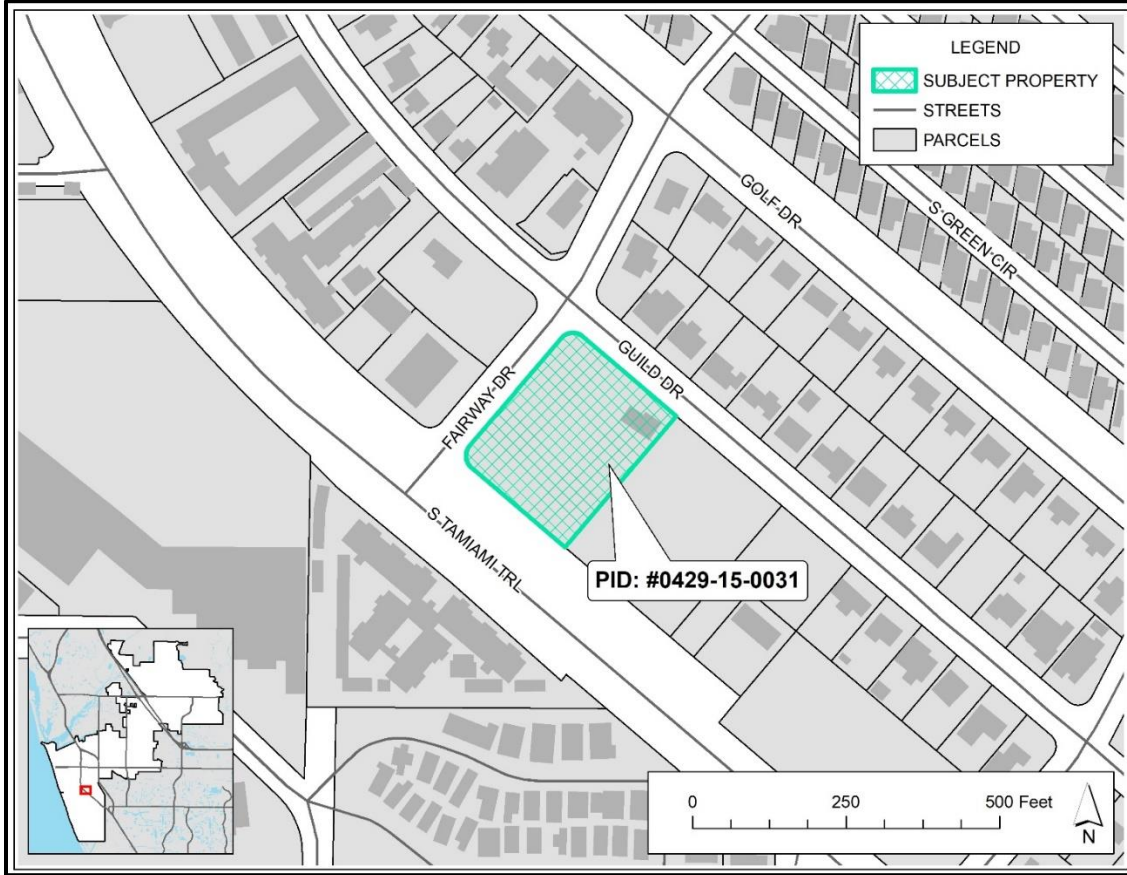 LEGEND
SUBJECT PROPERTY
STREETS
PARCELS
GOLF DR
S GREEN CIR
GUILD DR
FAIRWAY DR
S TAMIAMI TRL
PID: #0429-15-0031
0 250 500 Feet
N